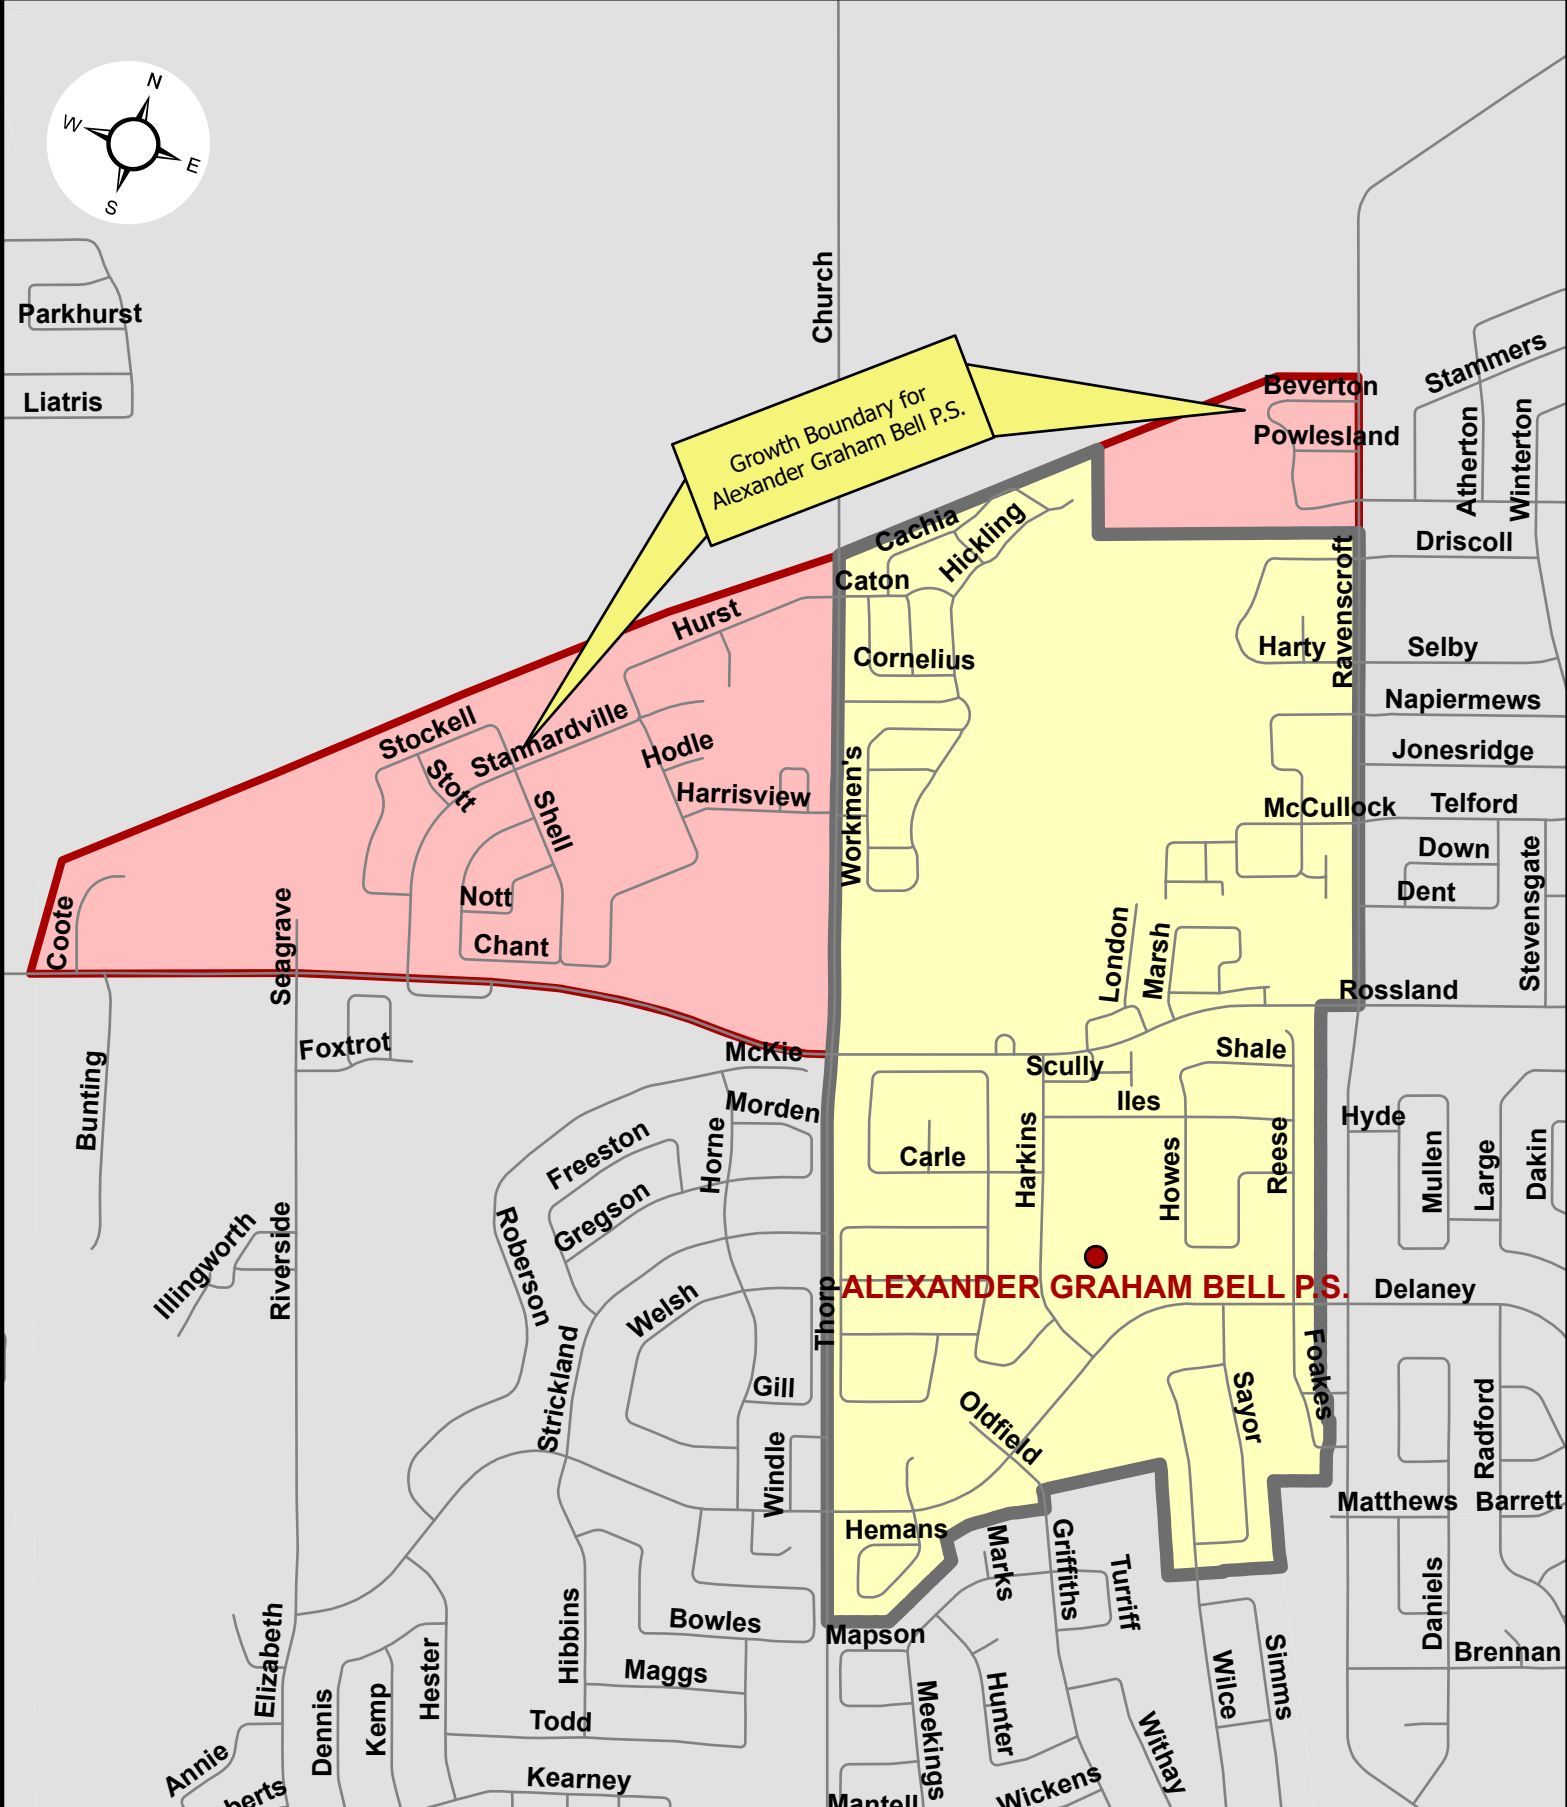 N
W
E
S
Church
Parkhurst
Liatris
Growth Boundary for
Alexander Graham Bell P.S.
Beverton
Powlesland
Stammers
Atherton
Winterton
Driscoll
Cachia
Hickling
Caton
Cornelius
Hurst
Ravenscroft
Harty
Selby
Napiermews
Stockell
Stannardville
Stott
Hodle
Harrisview
Shell
Workmen's
Jonesridge
McCullock
Telford
Down
Dent
Stevensgate
Nott
Chant
Coote
Seagrave
London
Marsh
Rossland
Foxtrot
McKie
Scully
Shale
Bunting
Morden
Iles
Hyde
Freeston
Horne
Carle
Harkins
Howes
Reese
Mullen
Large
Dakin
Gregson
Roberson
Illingworth
Riverside
Welsh
Thorp
ALEXANDER GRAHAM BELL P.S.
Delaney
Strickland
Gill
Foakes
Sayor
Oldfield
Radford
Windle
Matthews
Barrett
Hemans
Marks
Griffiths
Turriff
Daniels
Elizabeth
Hibbins
Bowles
Mapson
Brennan
Dennis
Kemp
Hester
Maggs
Todd
Meekings
Hunter
Withay
Wilce
Simms
Annie
berts
Kearney
Mantell
Wickens